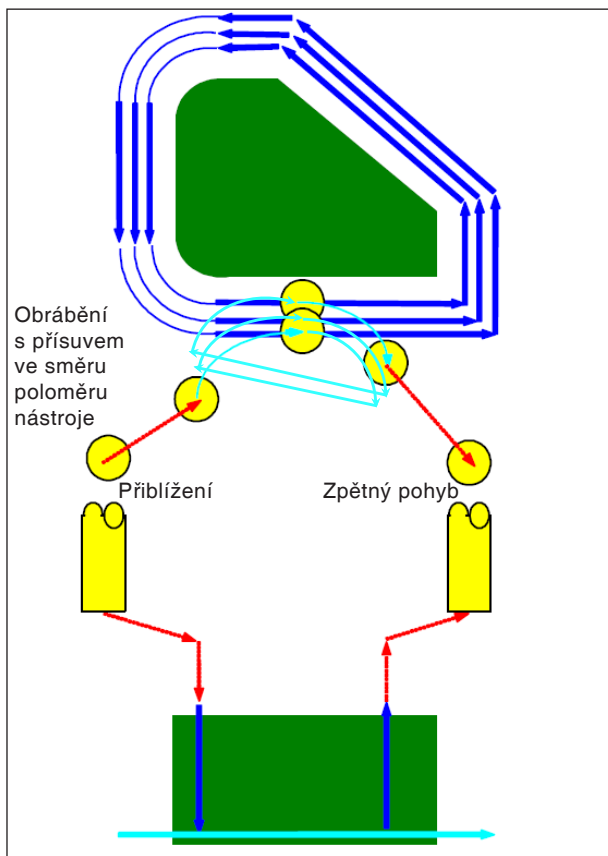 Obrábění
s přísuvem
ve směru
poloměru
nástroje
Přiblížení
Zpětný pohyb